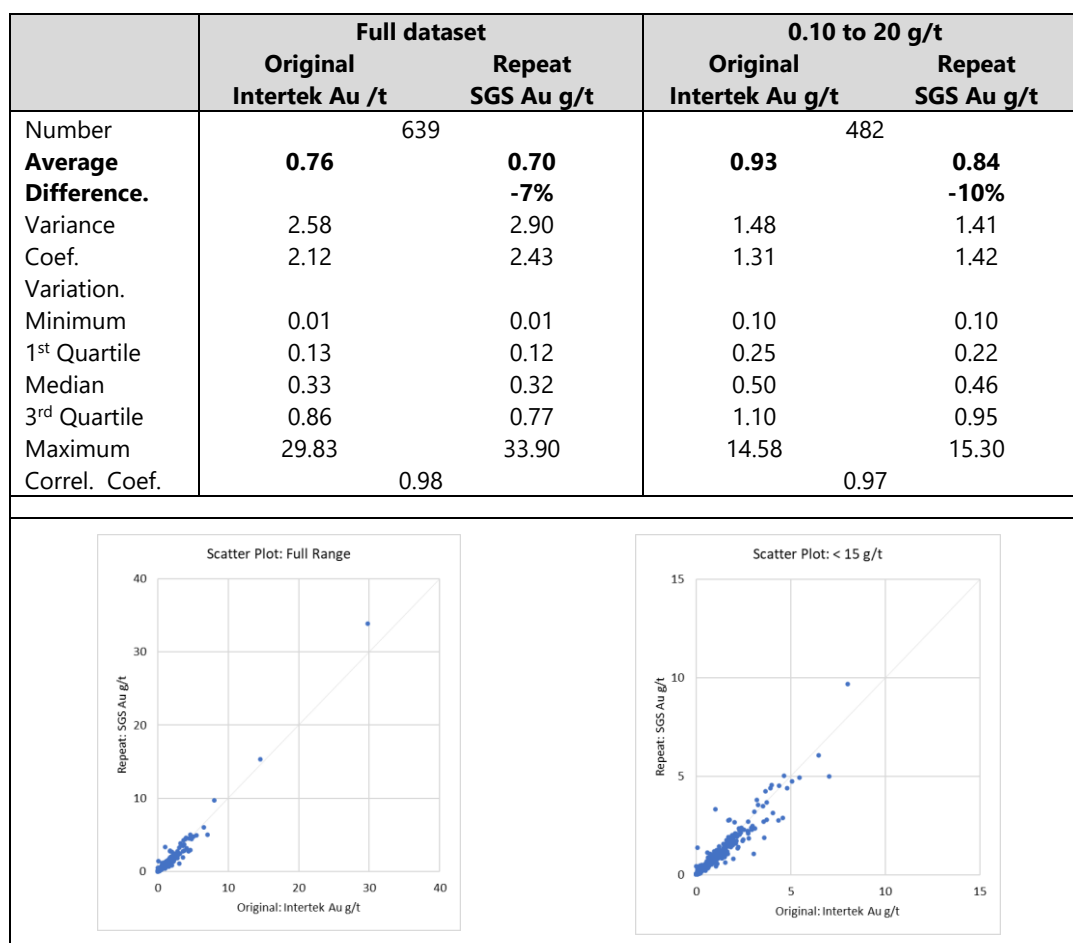 Full dataset 0.10 to 20 g/t
Original Repeat Original Repeat
Intertek Au /t SGS Au g/t Intertek Au g/t SGS Au g/t
Number 639 482
Average 0.76 0.70 0.93 0.84
Difference. -7% -10%
Variance 2.58 2.90 1.48 1.41
Coef. 2.12 2.43 1.31 1.42
Variation.
Minimum 0.01 0.01 0.10 0.10
1st Quartile 0.13 0.12 0.25 0.22
Median 0.33 0.32 0.50 0.46
3rd Quartile 0.86 0.77 1.10 0.95
Maximum 29.83 33.90 14.58 15.30
Correl. Coef. 0.98 0.97
Scatter Plot: Full Range
40
30
20
10
0
Repeat: SGS Au g/t
0 10 20 30 40
Original: Intertek Au g/t
Scatter Plot: < 15 g/t
15
10
5
0
Repeat: SGS Au g/t
0 5 10 15
Original: Intertek Au g/t